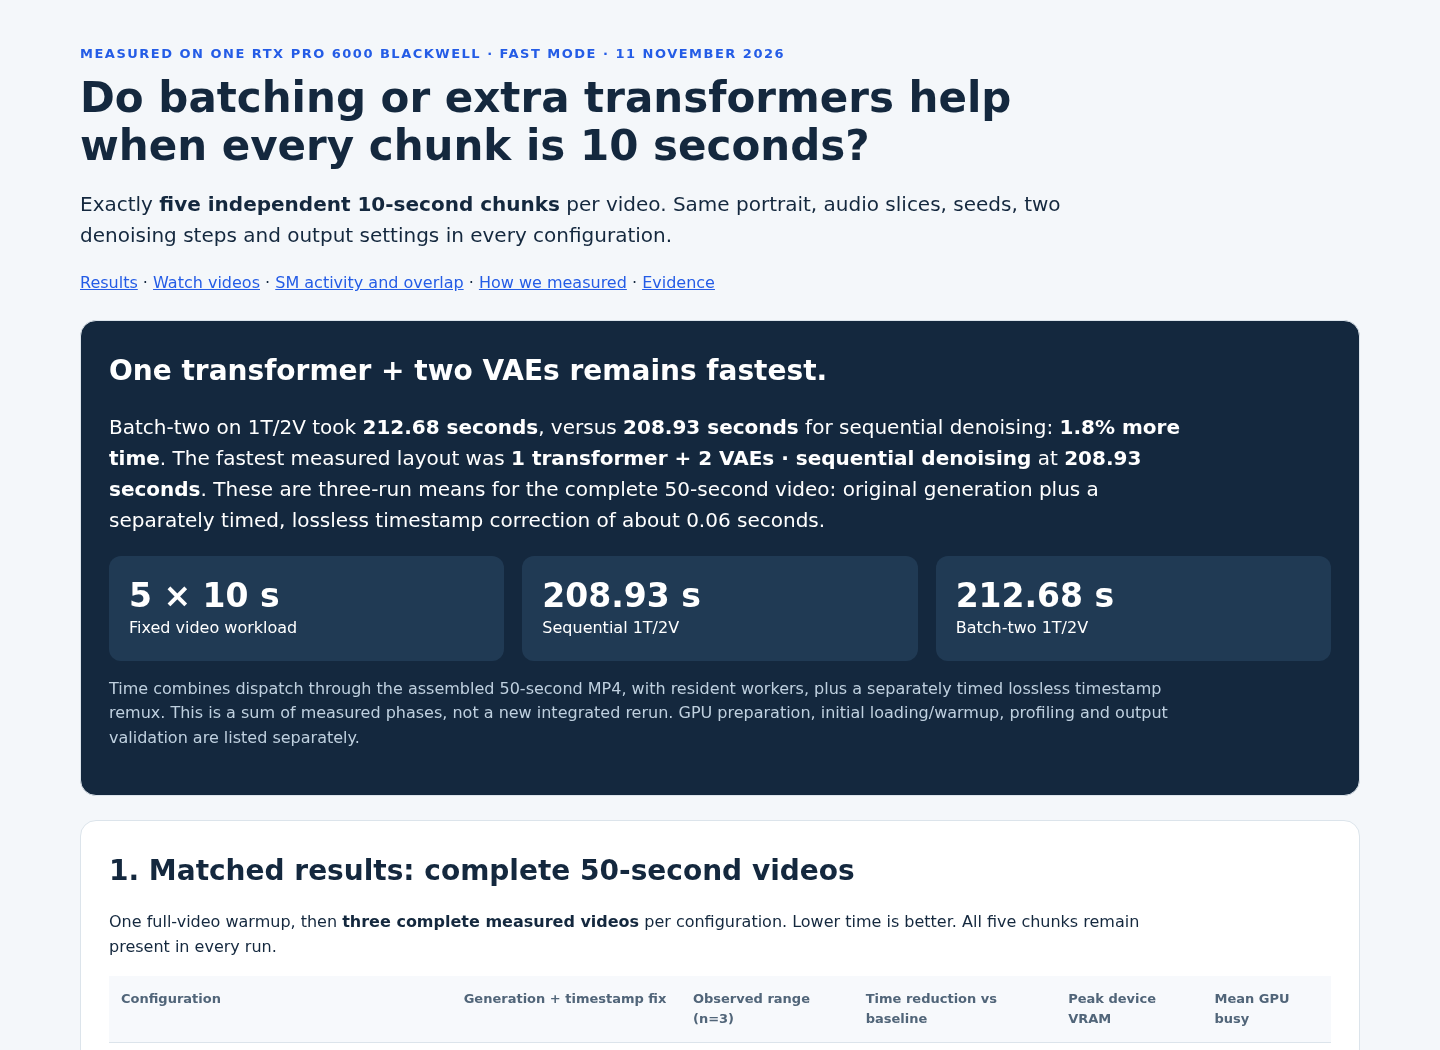 MEASURED ON ONE RTX PRO 6000 BLACKWELL · FAST MODE · 11 NOVEMBER 2026
Do batching or extra transformers help
when every chunk is 10 seconds?
Exactly five independent 10-second chunks per video. Same portrait, audio slices, seeds, two
denoising steps and output settings in every configuration.
Results · Watch videos · SM activity and overlap · How we measured · Evidence
One transformer + two VAEs remains fastest.
Batch-two on 1T/2V took 212.68 seconds, versus 208.93 seconds for sequential denoising: 1.8% more
time. The fastest measured layout was 1 transformer + 2 VAEs · sequential denoising at 208.93
seconds. These are three-run means for the complete 50-second video: original generation plus a
separately timed, lossless timestamp correction of about 0.06 seconds.
5 × 10 s
Fixed video workload
208.93 s
Sequential 1T/2V
212.68 s
Batch-two 1T/2V
Time combines dispatch through the assembled 50-second MP4, with resident workers, plus a separately timed lossless timestamp
remux. This is a sum of measured phases, not a new integrated rerun. GPU preparation, initial loading/warmup, profiling and output
validation are listed separately.
1. Matched results: complete 50-second videos
One full-video warmup, then three complete measured videos per configuration. Lower time is better. All five chunks remain
present in every run.
Configuration
Generation + timestamp fix
Observed range
(n=3)
Time reduction vs
baseline
Peak device
VRAM
Mean GPU
busy